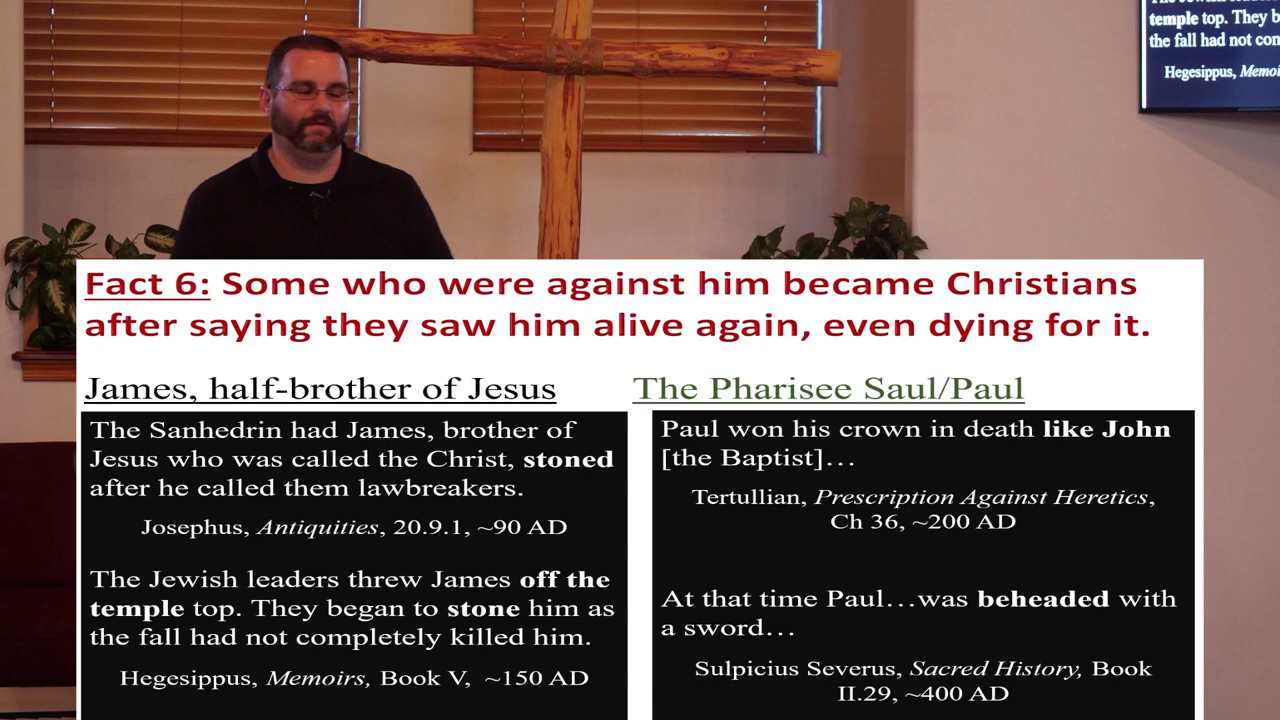 temple top. They b
the fall had not con
Hegesippus, Memoi
Fact 6: Some who were against him became Christians
after saying they saw him alive again, even dying for it.
James, half-brother of Jesus
The Sanhedrin had James, brother of
Jesus who was called the Christ, stoned
after he called them lawbreakers.
Josephus, Antiquities, 20.9.1, ~90 AD
The Jewish leaders threw James off the
temple top. They began to stone him as
the fall had not completely killed him.
Hegesippus, Memoirs, Book V, ~150 AD
The Pharisee Saul/Paul
Paul won his crown in death like John
[the Baptist]…
Tertullian, Prescription Against Heretics,
Ch 36, ~200 AD
At that time Paul…was beheaded with
a sword…
Sulpicius Severus, Sacred History, Book
II.29, ~400 AD